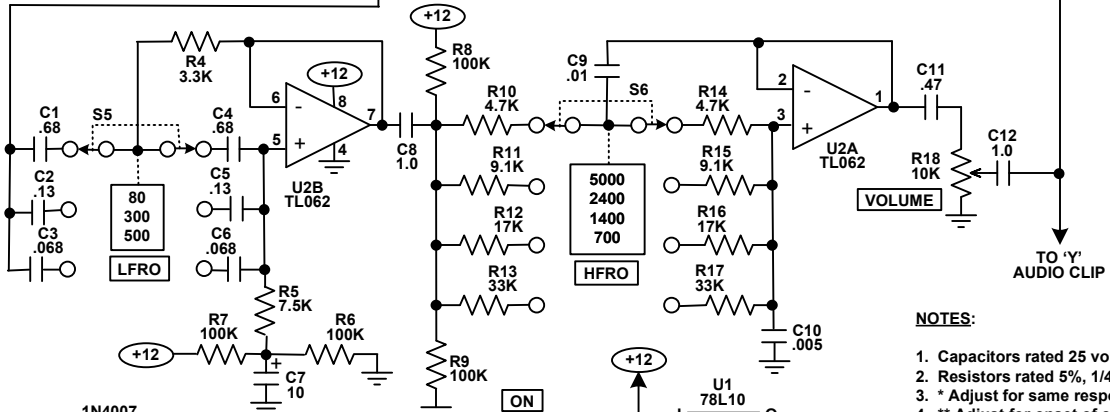 +12
R4
3.3K
R8
100K
C9
.01
C11
.47
+12
6
-
8
7
5
+
4
U2B
TL062
C1
.68
S5
C4
.68
C2
.13
C3
.068
C5
.13
C6
.068
80
300
500
LFRO
C8
1.0
R10
4.7K
R11
9.1K
R12
17K
R13
33K
S6
R14
4.7K
R15
9.1K
R16
17K
R17
33K
5000
2400
1400
700
HFRO
2
-
1
3
+
U2A
TL062
R18
10K
VOLUME
C12
1.0
TO ‘Y’
AUDIO CLIP
R5
7.5K
R7
100K
R6
100K
+12
+
C7
10
R9
100K
C10
.005
+12
ON
U1
78L10
1N4007
NOTES:
1. Capacitors rated 25 vo
2. Resistors rated 5%, 1/4
3. * Adjust for same respo